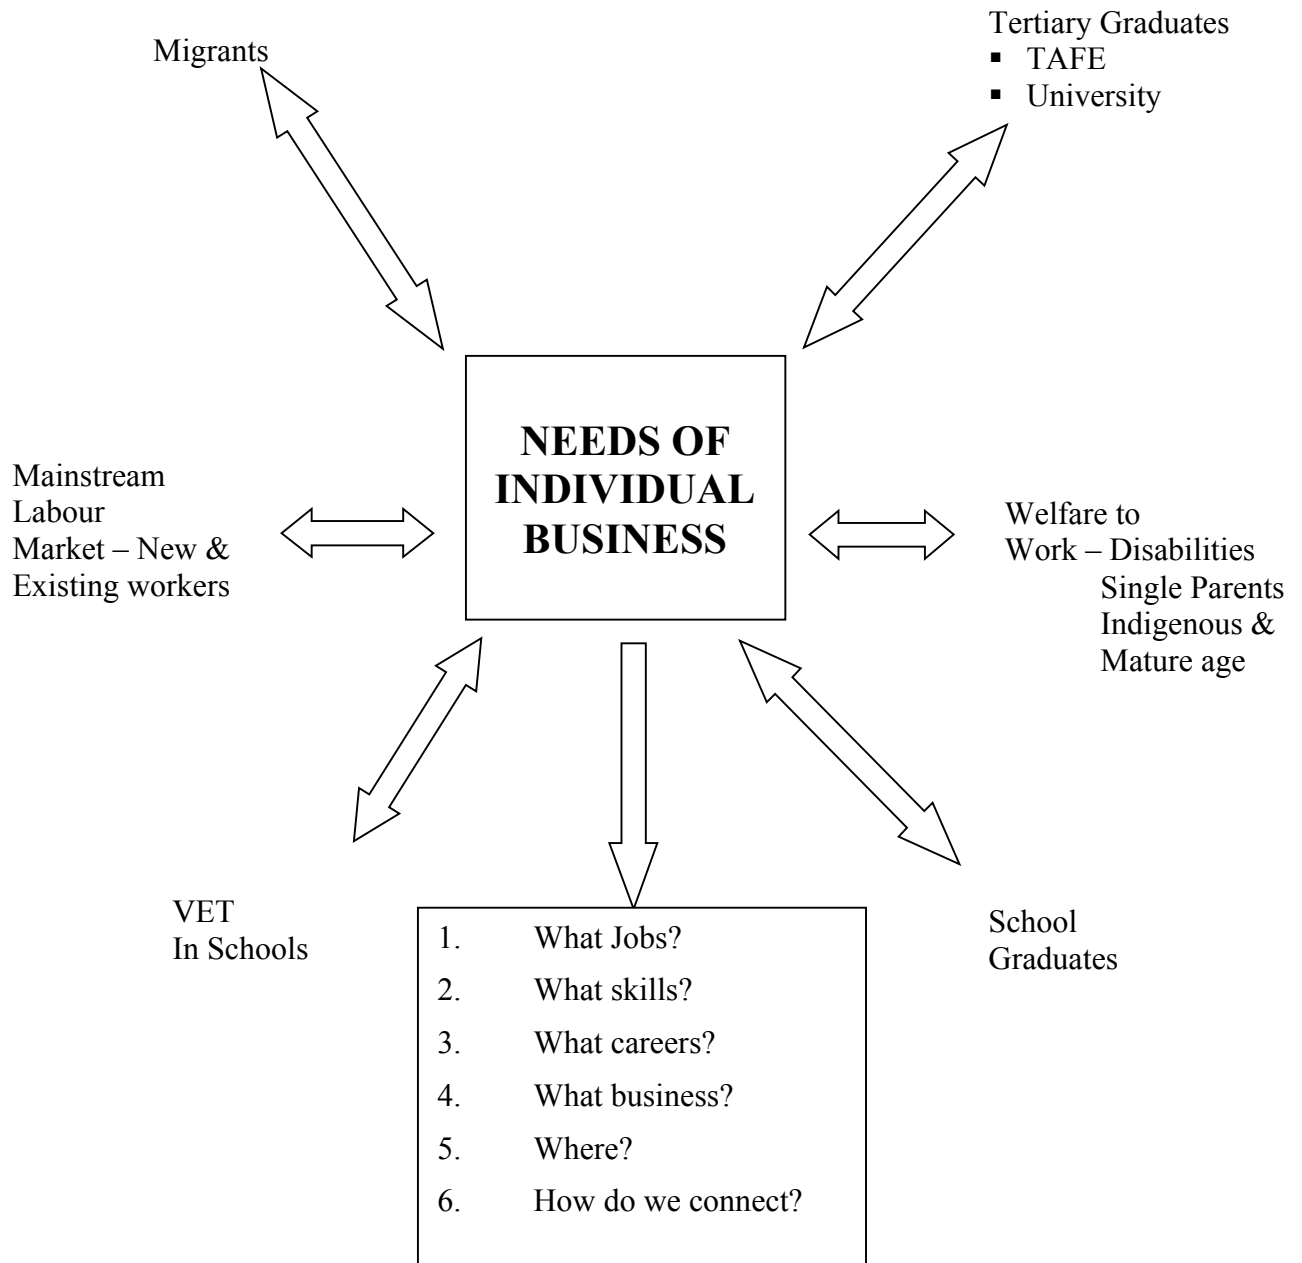 Migrants
Tertiary Graduates
▪ TAFE
▪ University
NEEDS OF
INDIVIDUAL
BUSINESS
Mainstream
Labour
Market – New &
Existing workers
Welfare to
Work – Disabilities
Single Parents
Indigenous &
Mature age
VET
In Schools
1. What Jobs?
2. What skills?
3. What careers?
4. What business?
5. Where?
6. How do we connect?
School
Graduates